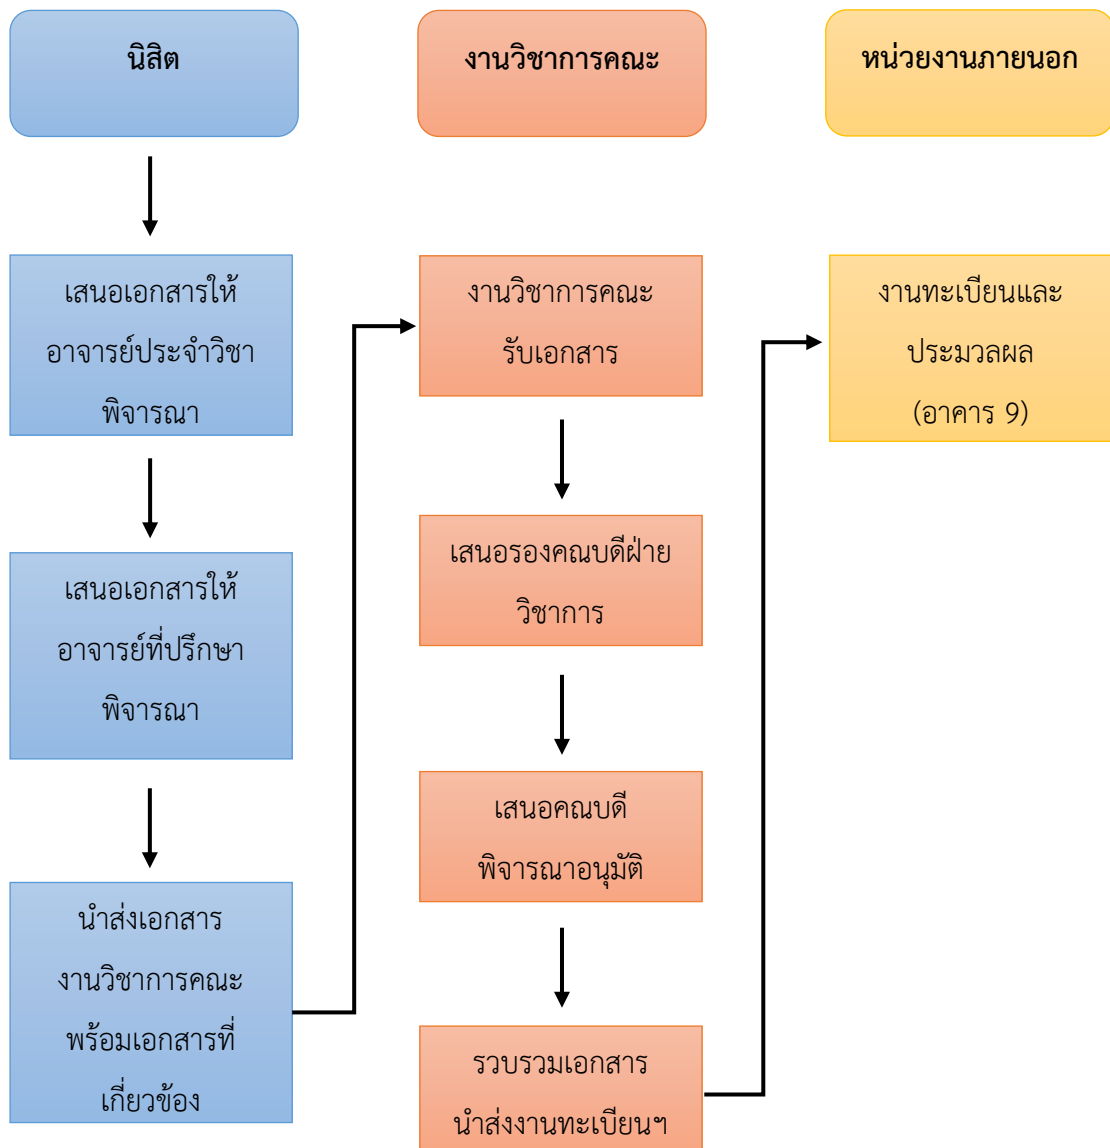 นิสิต
งานวิชาการคณะ
หน่วยงานภายนอก
เสนอเอกสารให้
อาจารย์ประจำวิชา
พิจารณา
เสนอเอกสารให้
อาจารย์ที่ปรึกษา
พิจารณา
นำส่งเอกสาร
งานวิชาการคณะ
พร้อมเอกสารที่
เกี่ยวข้อง
งานวิชาการคณะ
รับเอกสาร
เสนอรองคณบดีฝ่าย
วิชาการ
เสนอคณบดี
พิจารณาอนุมัติ
รวบรวมเอกสาร
นำส่งงานทะเบียนฯ
งานทะเบียนและ
ประมวลผล
(อาคาร 9)